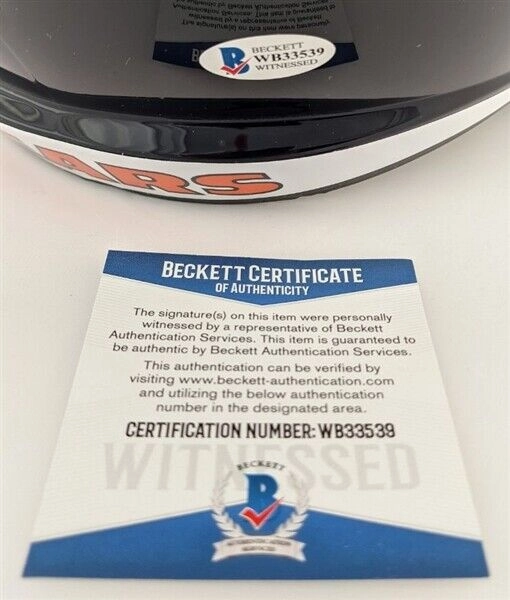 BECKETT
WB33539
WITNESSED
ARS
BECKETT CERTIFICATE
OF AUTHENTICITY
The signature(s) on this item were personally
witnessed by a representative of Beckett
Authentication Services. This item is guaranteed to
be authentic by Beckett Authentication Services.
This authentication can be verified by
visiting www.beckett-authentication.com
and utilizing the below authentication
number in the designated area.
CERTIFICATION NUMBER: WB33539
WITNESSED
BECKETT
B
AUTHENTICATION
SERVICES